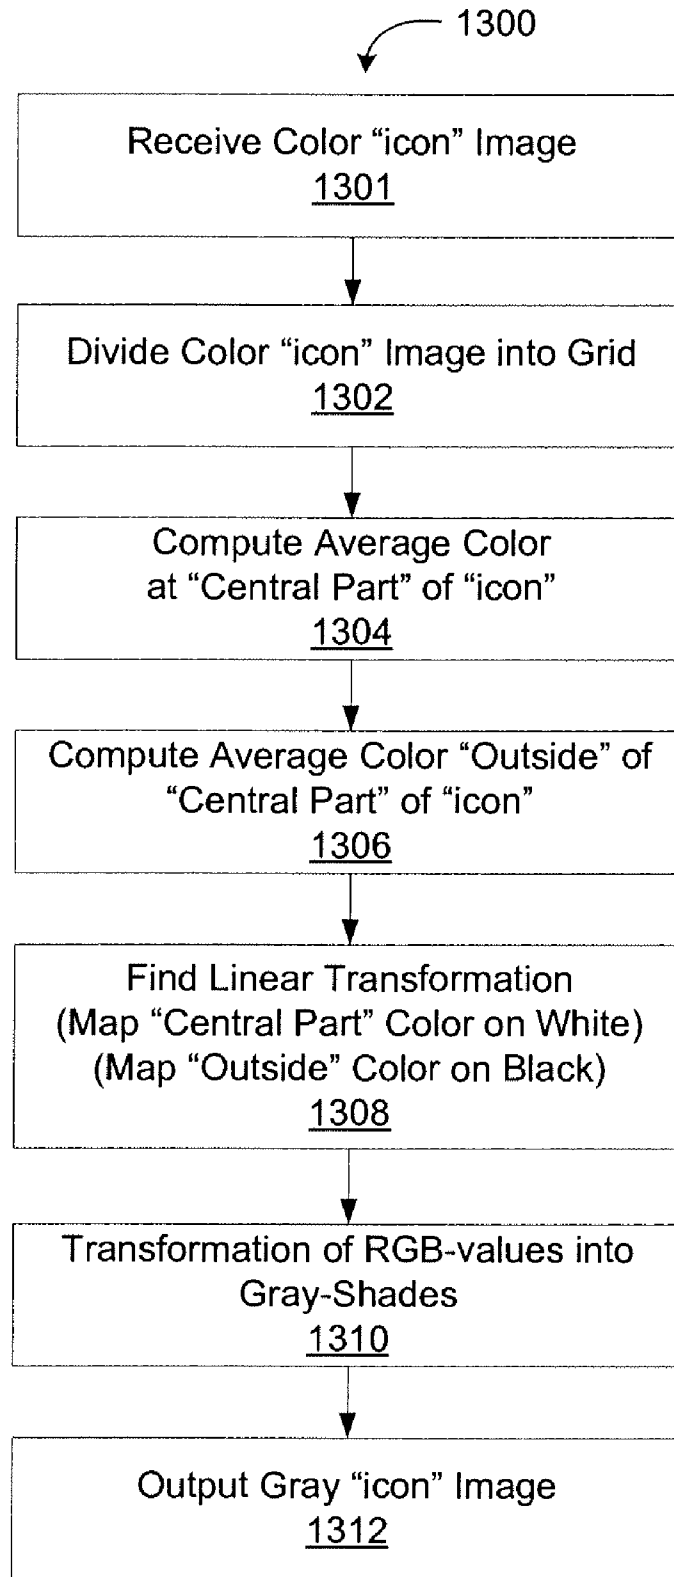 1300
Receive Color “icon” Image
1301
Divide Color “icon” Image into Grid
1302
Compute Average Color
at “Central Part” of “icon”
1304
Compute Average Color “Outside” of
“Central Part” of “icon”
1306
Find Linear Transformation
(Map “Central Part” Color on White)
(Map “Outside” Color on Black)
1308
Transformation of RGB-values into
Gray-Shades
1310
Output Gray “icon” Image
1312